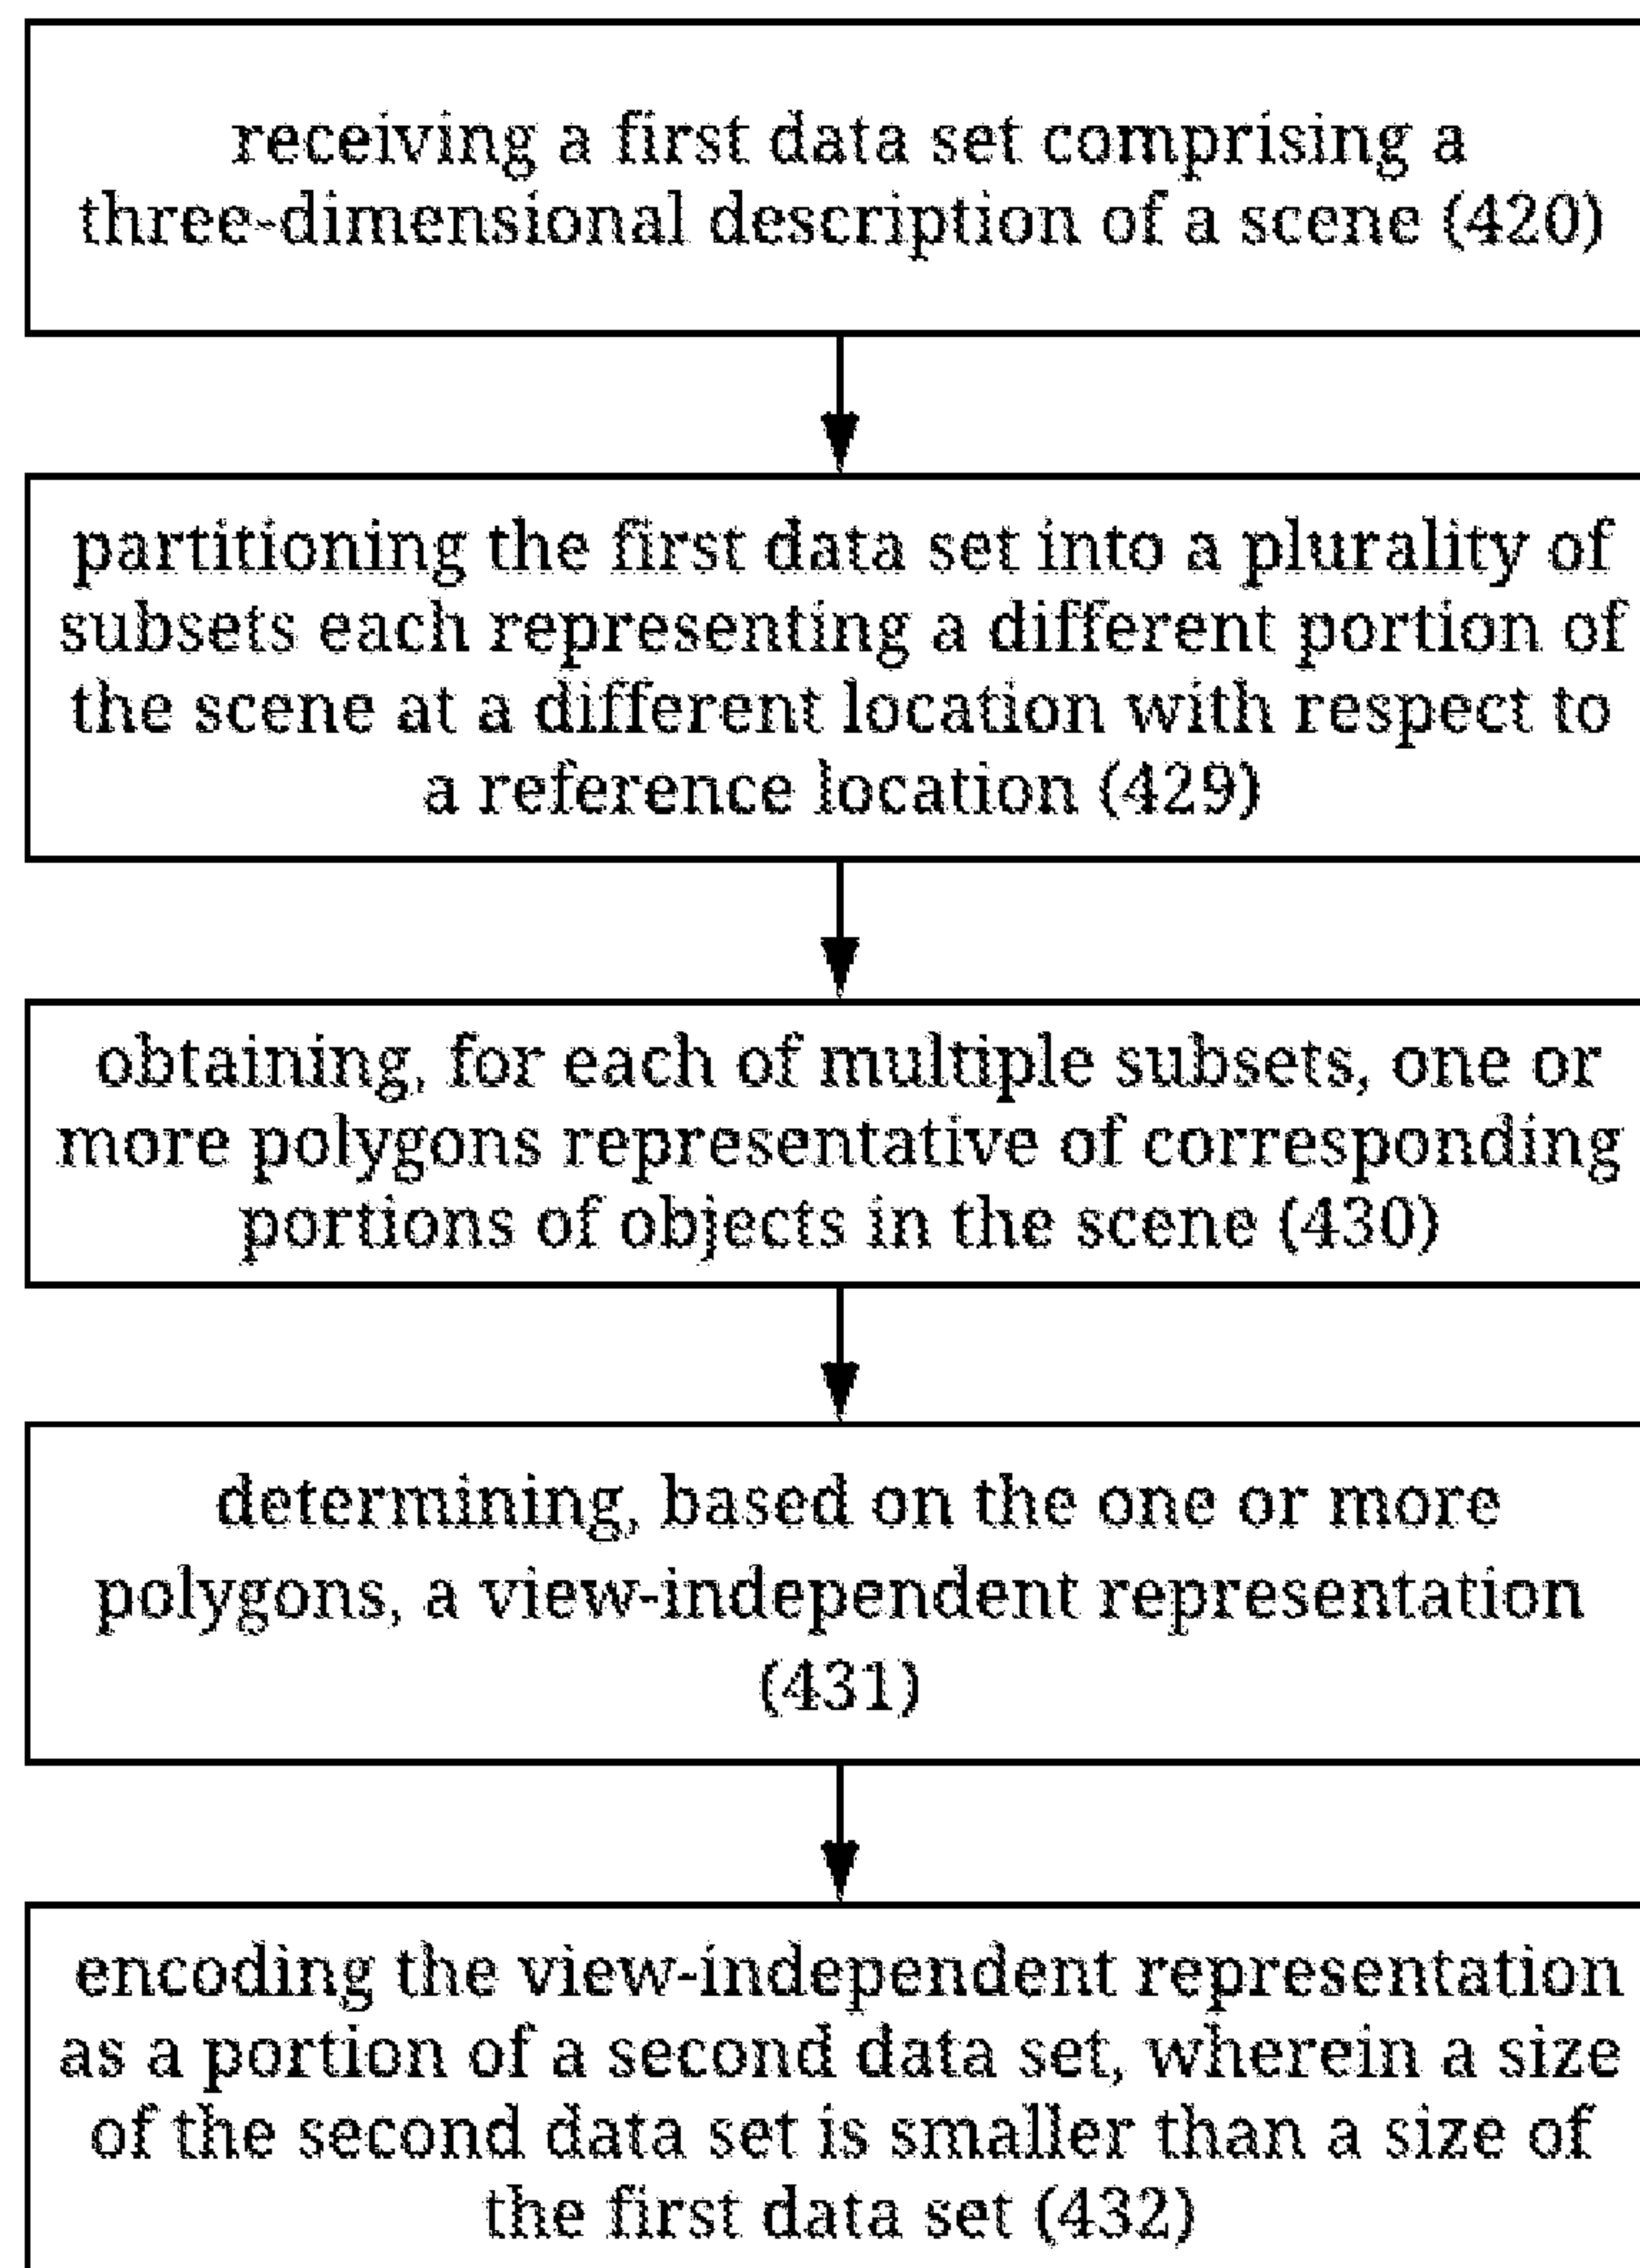 receiving a first data set comprising a
three-dimensional description of a scene (420)
partitioning the first data set into a plurality of
subsets each representing a different portion of
the scene at a different location with respect to
a reference location (429)
obtaining, for each of multiple subsets, one or
more polygons representative of corresponding
portions of objects in the scene (430)
determining, based on the one or more
polygons, a view-independent representation
(431)
encoding the view-independent representation
as a portion of a second data set, wherein a size
of the second data set is smaller than a size of
the first data set (432)